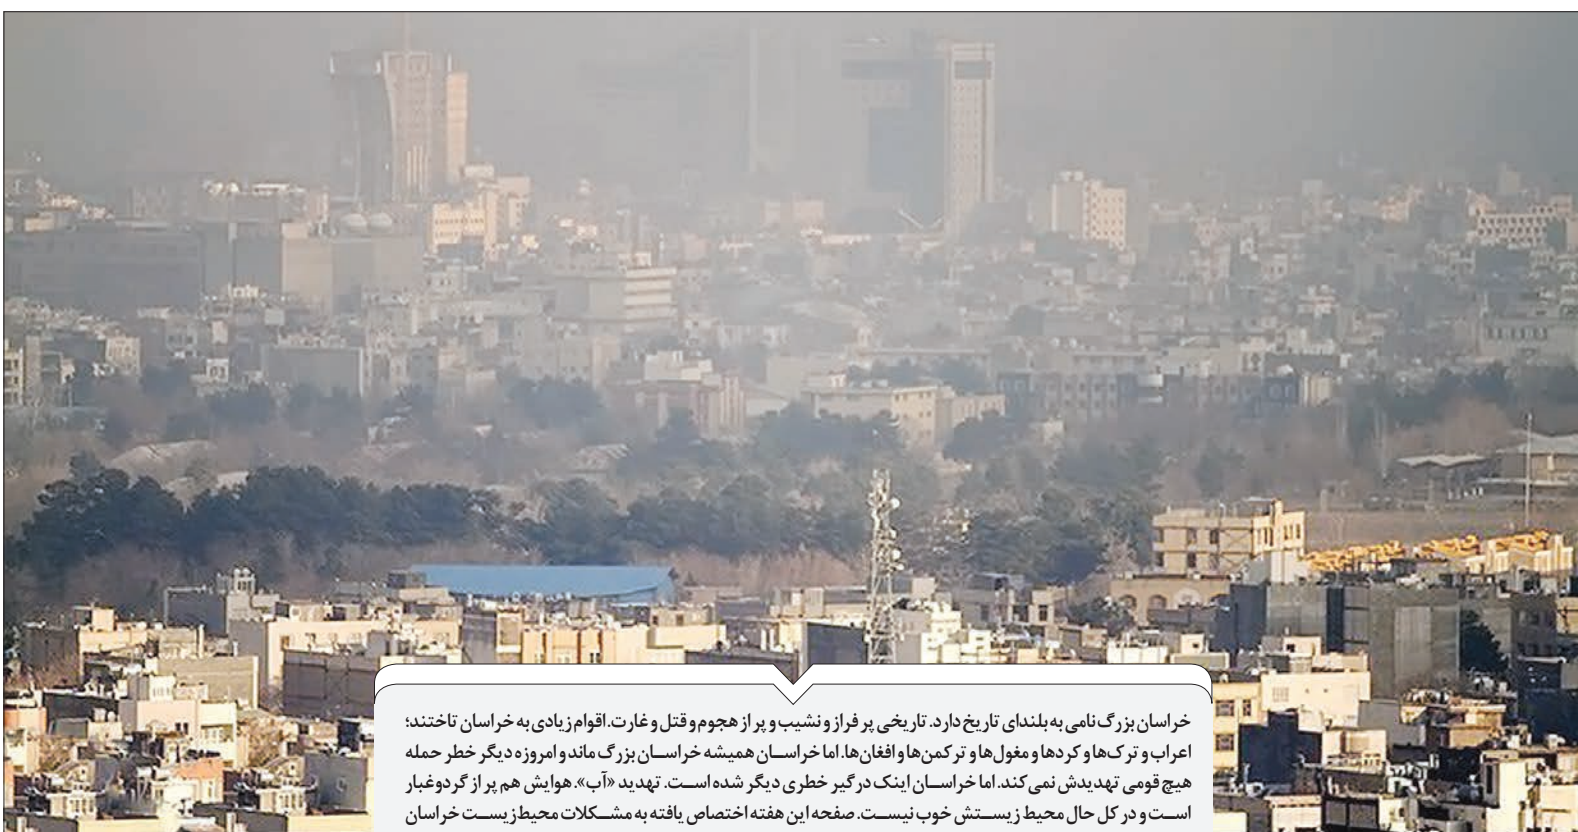 خراسان بزرگ نامی به بلندای تاریخ دارد. تاریخی پر فراز و نشیب و پر از هجوم و قتل و غارت. اقوام زیادی به خراسان تاختند؛
اعراب و ترک‌ها و کردها و مغول‌ها و ترکمن‌ها و افغان‌ها. اما خراسان همیشه خراسان بزرگ ماند و امروزه دیگر خطر حمله
هیچ قومی تهدیدش نمی‌کند. اما خراسان اینک درگیر خطری دیگر شده است. تهدید «آب». هوایش هم پر از گردوغبار
است و در کل حال محیط زیستش خوب نیست. صفحه این هفته اختصاص یافته به مشکلات محیط‌زیست خراسان